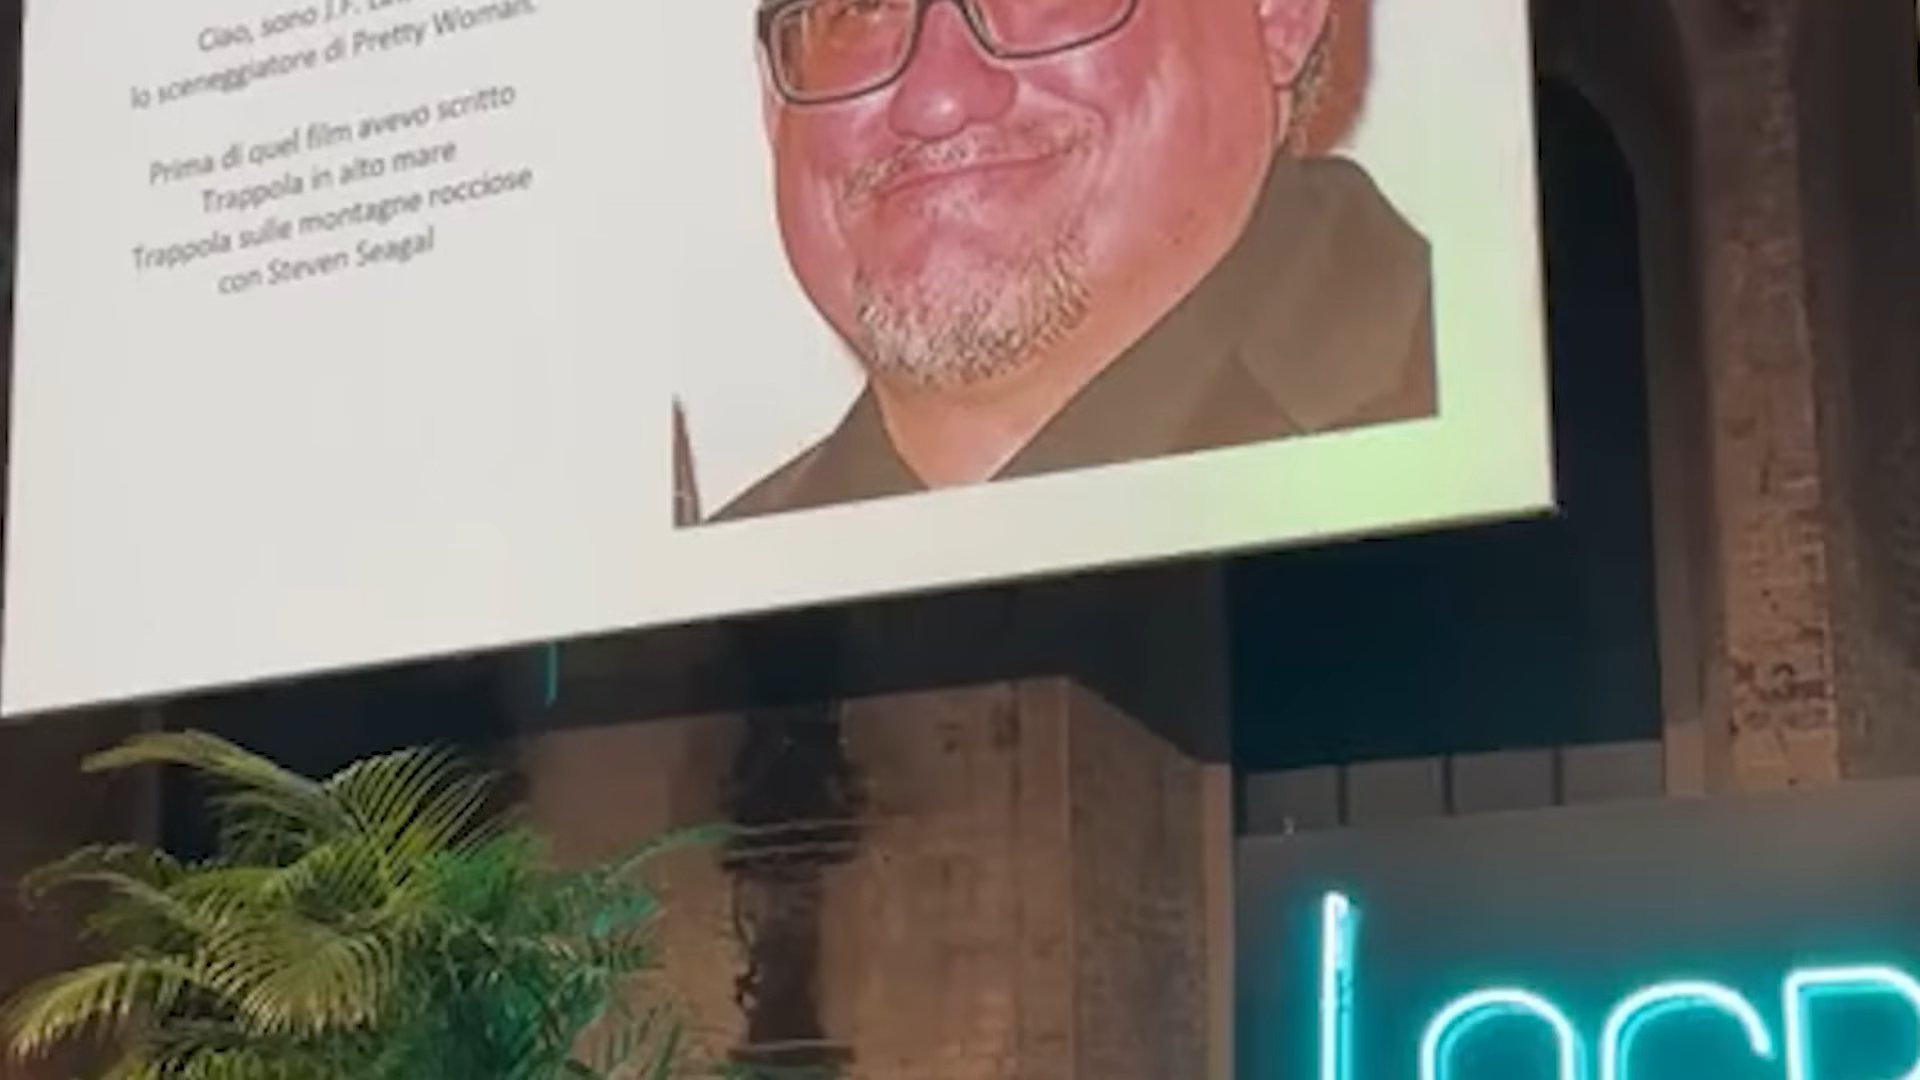 Ciao, sono J.F.
lo sceneggiatore di Pretty Woman.
Prima di quel film avevo scritto
Trappola in alto mare
Trappola sulle montagne rocciose
con Steven Seagal